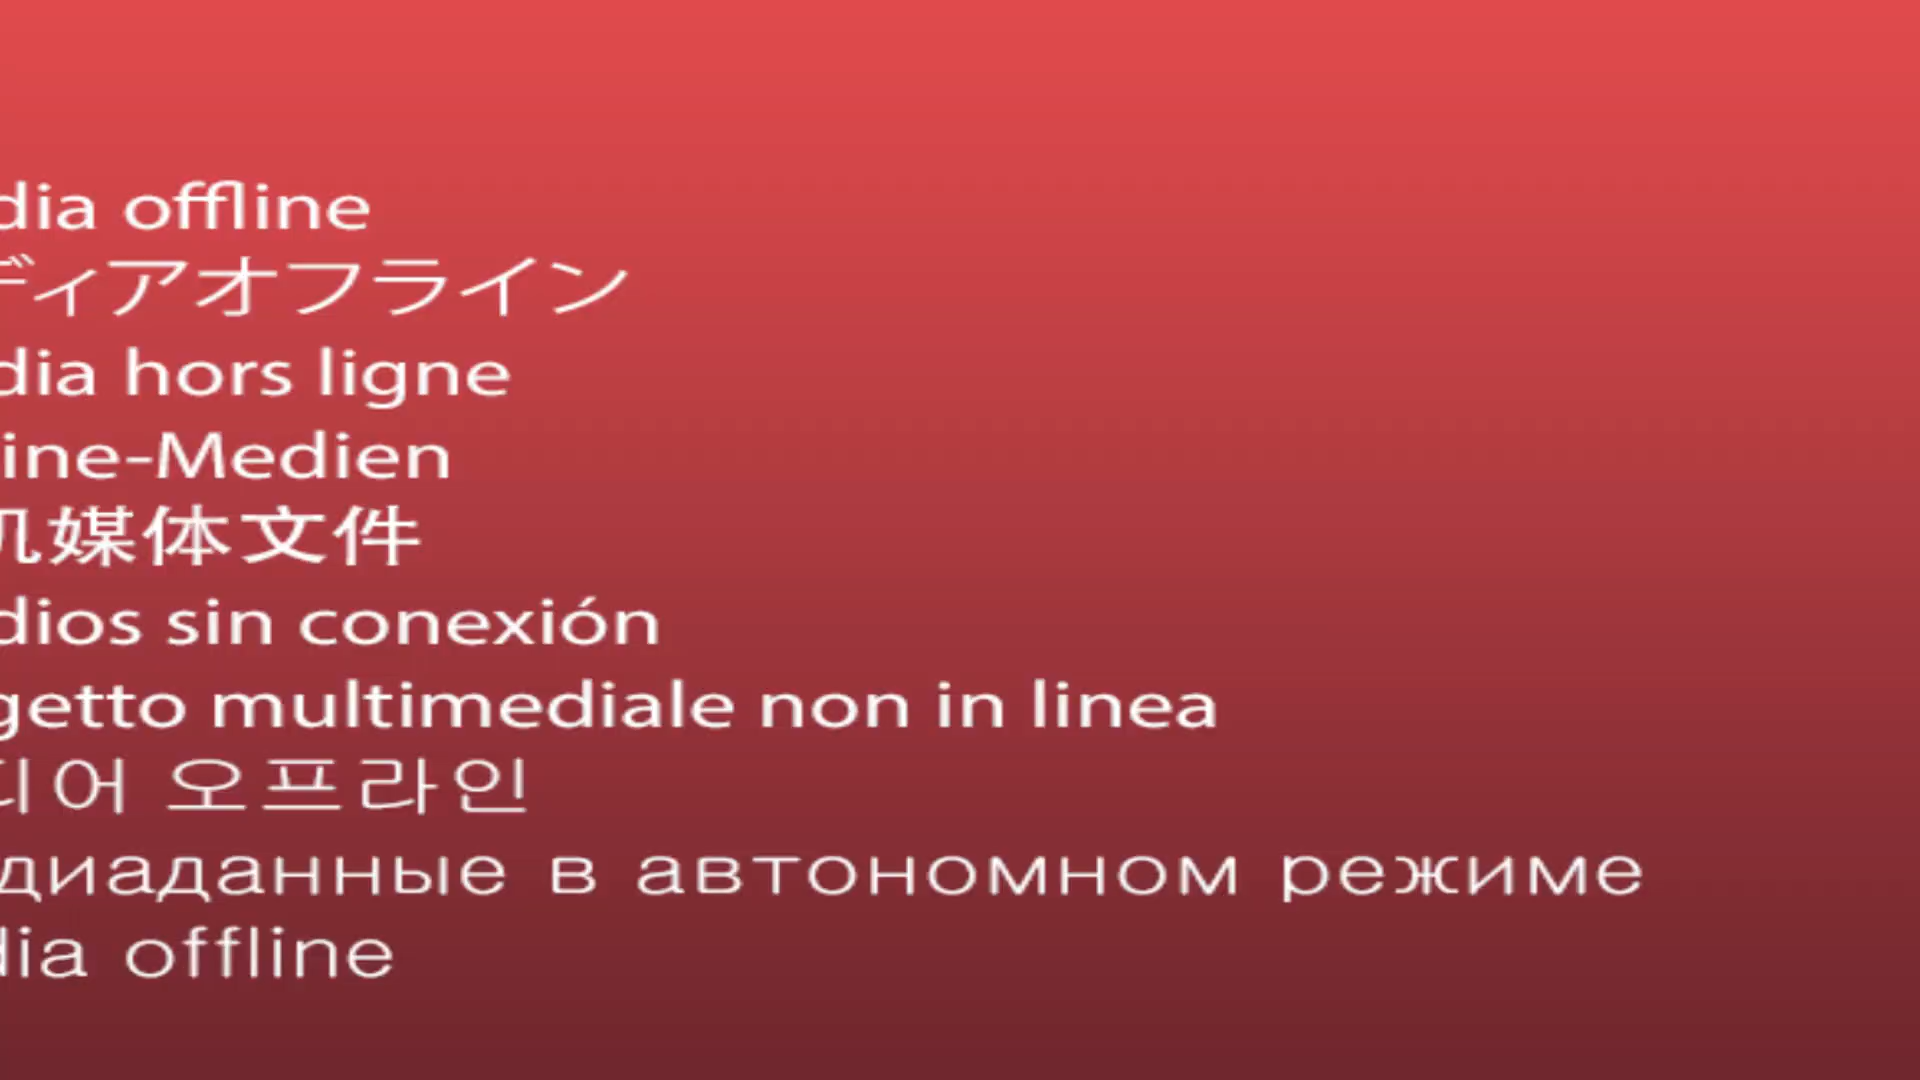 dia offline
ディアオフライン
dia hors ligne
ine-Medien
机媒体文件
dios sin conexión
getto multimediale non in linea
디어 오프라인
диаданные в автономном режиме
dia offline